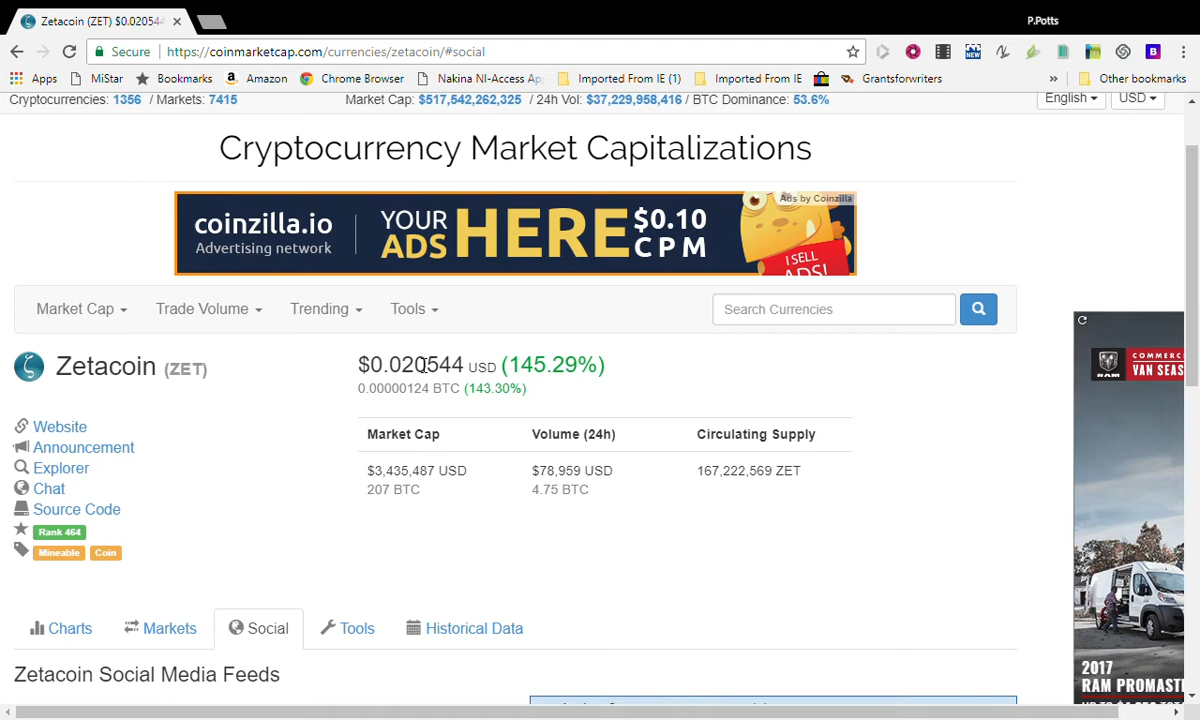 Zetacoin (ZET) $0.020544
P.Potts
Secure https://coinmarketcap.com/currencies/zetacoin/#social
Apps MiStar Bookmarks Amazon Chrome Browser Nakina NI-Access Ap Imported From IE (1) Imported From IE Grantsforwriters » Other bookmarks
Cryptocurrencies: 1356 / Markets: 7415 Market Cap: $517,542,262,325 / 24h Vol: $37,229,958,416 / BTC Dominance: 53.6% English USD
Cryptocurrency Market Capitalizations
coinzilla.io
Advertising network
YOUR ADS HERE $0.10 CPM
Ads by Coinzilla
I SELL ADS!
Market Cap Trade Volume Trending Tools Search Currencies
Zetacoin (ZET) $0.020544 USD (145.29%)
0.00000124 BTC (143.30%)
Website
Announcement
Explorer
Chat
Source Code
Rank 464
Mineable Coin
Market Cap Volume (24h) Circulating Supply
$3,435,487 USD $78,959 USD 167,222,569 ZET
207 BTC 4.75 BTC
Charts Markets Social Tools Historical Data
Zetacoin Social Media Feeds
RAM
COMMERC
VAN SEAS
2017
RAM PROMAST